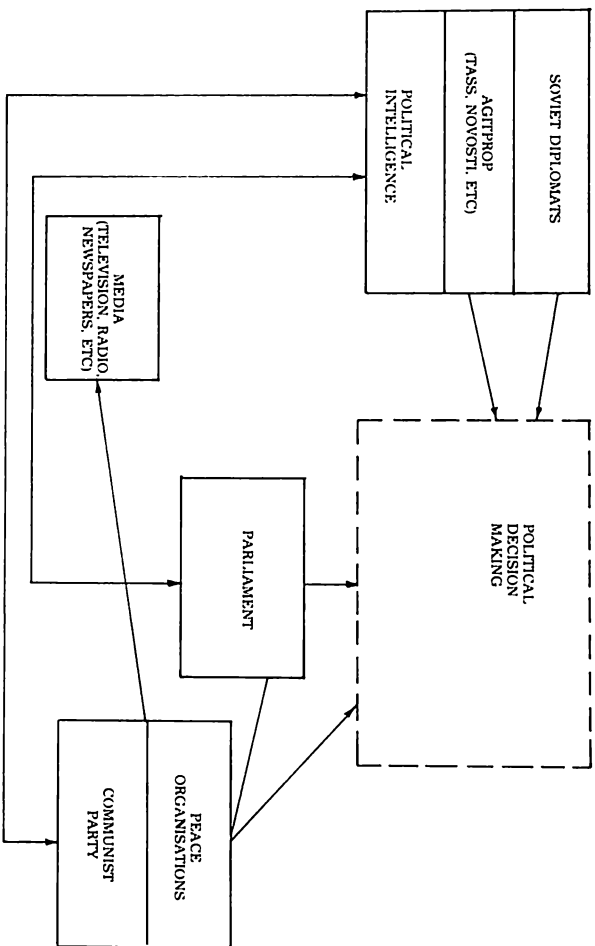 SOVIET DIPLOMATS
AGITPROP
(TASS, NOVOSTI, ETC)
POLITICAL
INTELLIGENCE
POLITICAL
DECISION
MAKING
PARLIAMENT
MEDIA
(TELEVISION, RADIO,
NEWSPAPERS, ETC)
PEACE
ORGANISATIONS
COMMUNIST
PARTY